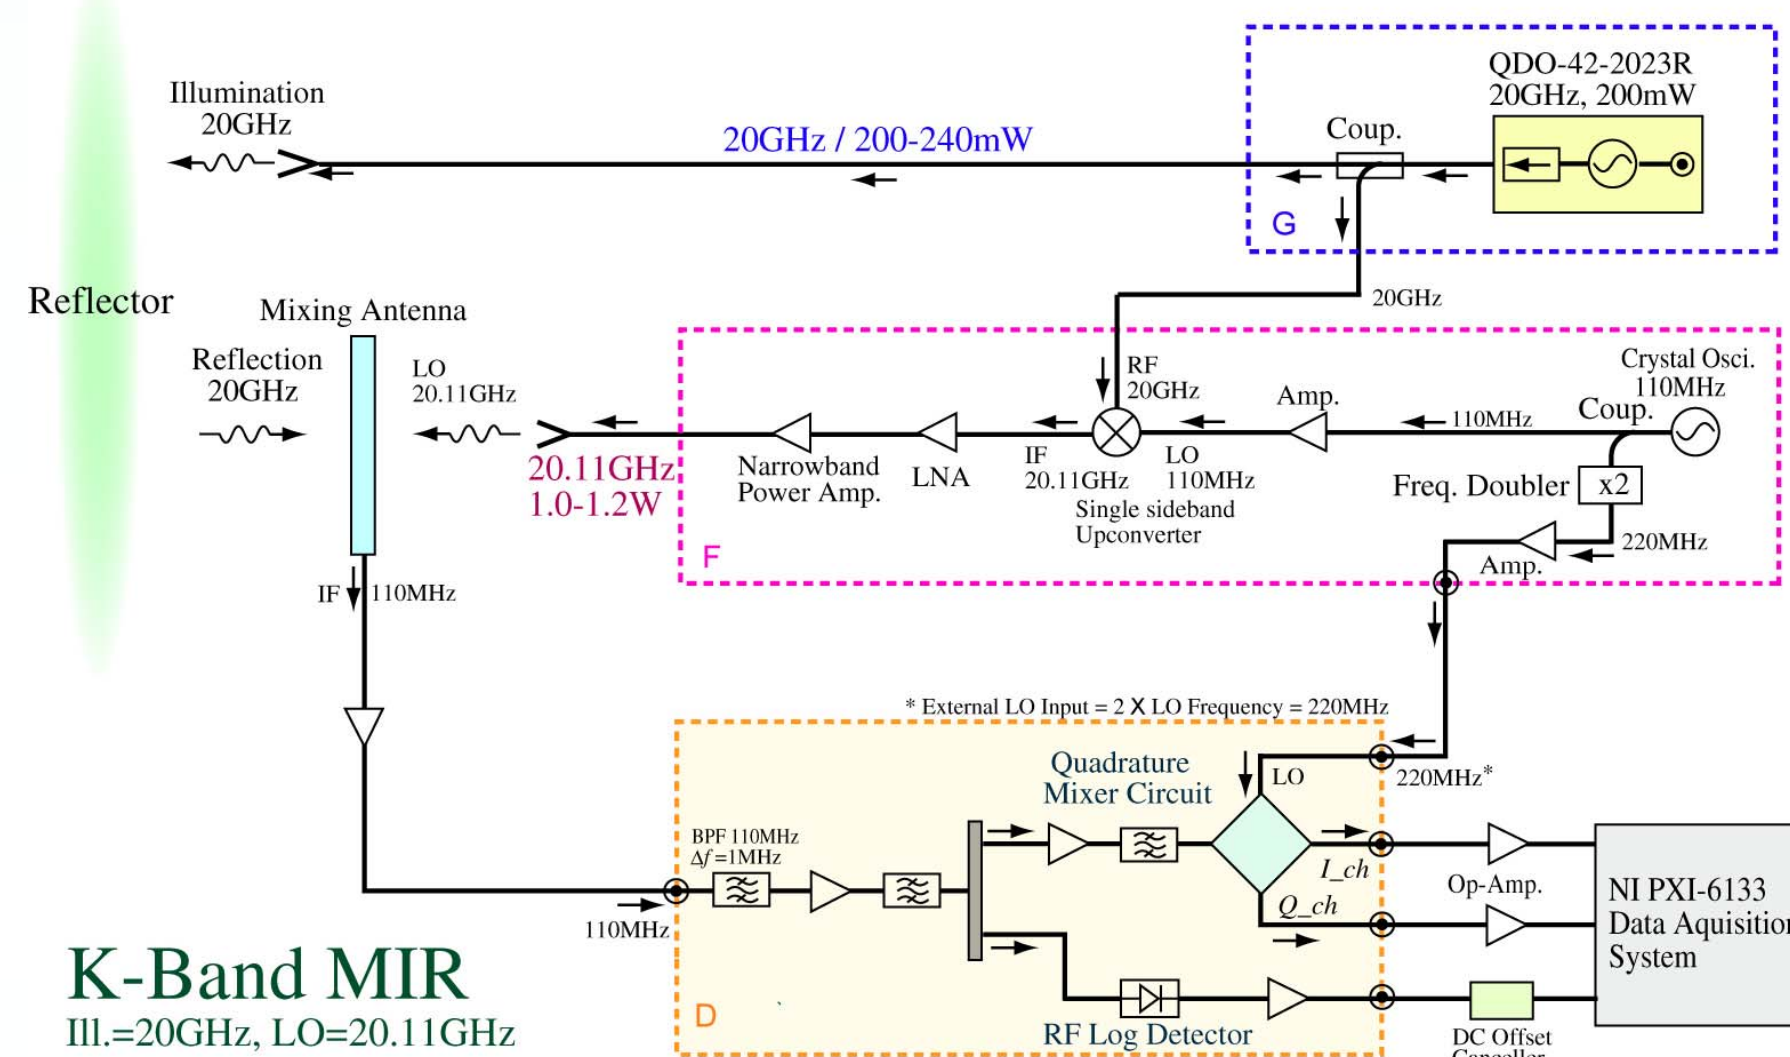 QDO-42-2023R
20GHz, 200mW
Illumination
20GHz
Coup.
20GHz / 200-240mW
G
20GHz
Reflector
Mixing Antenna
Reflection
20GHz
LO
20.11GHz
RF
20GHz
Amp.
Crystal Osci.
110MHz
Coup.
110MHz
20.11GHz
1.0-1.2W
Narrowband
Power Amp.
LNA
IF
20.11GHz
LO
110MHz
Single sideband
Upconverter
Freq. Doubler
x2
220MHz
Amp.
F
IF
110MHz
* External LO Input = 2 X LO Frequency = 220MHz
Quadrature
Mixer Circuit
LO
220MHz*
BPF 110MHz
Δf =1MHz
I_ch
Q_ch
Op-Amp.
NI PXI-6133
Data Aquisition
System
110MHz
K-Band MIR
Ill.=20GHz, LO=20.11GHz
D
RF Log Detector
DC Offset
Canceller